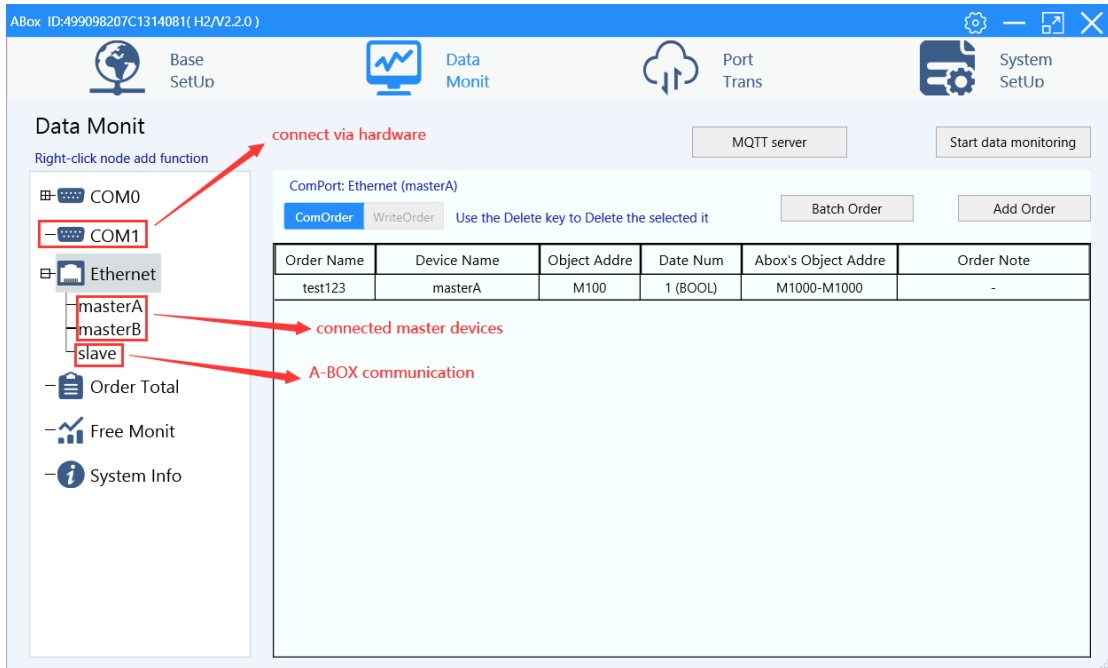 ABox ID:499098207C1314081( H2/V2.2.0 )
Base
SetUp
Data
Monit
Port
Trans
System
SetUp
Data Monit
Right-click node add function
connect via hardware
MQTT server
Start data monitoring
COM0
COM1
Ethernet
masterA
masterB
slave
Order Total
Free Monit
System Info
ComPort: Ethernet (masterA)
ComOrder
WriteOrder
Use the Delete key to Delete the selected it
Batch Order
Add Order
Order Name Device Name Object Addre Date Num Abox's Object Addre Order Note
test123 masterA M100 1 (BOOL) M1000-M1000 -
connected master devices
A-BOX communication